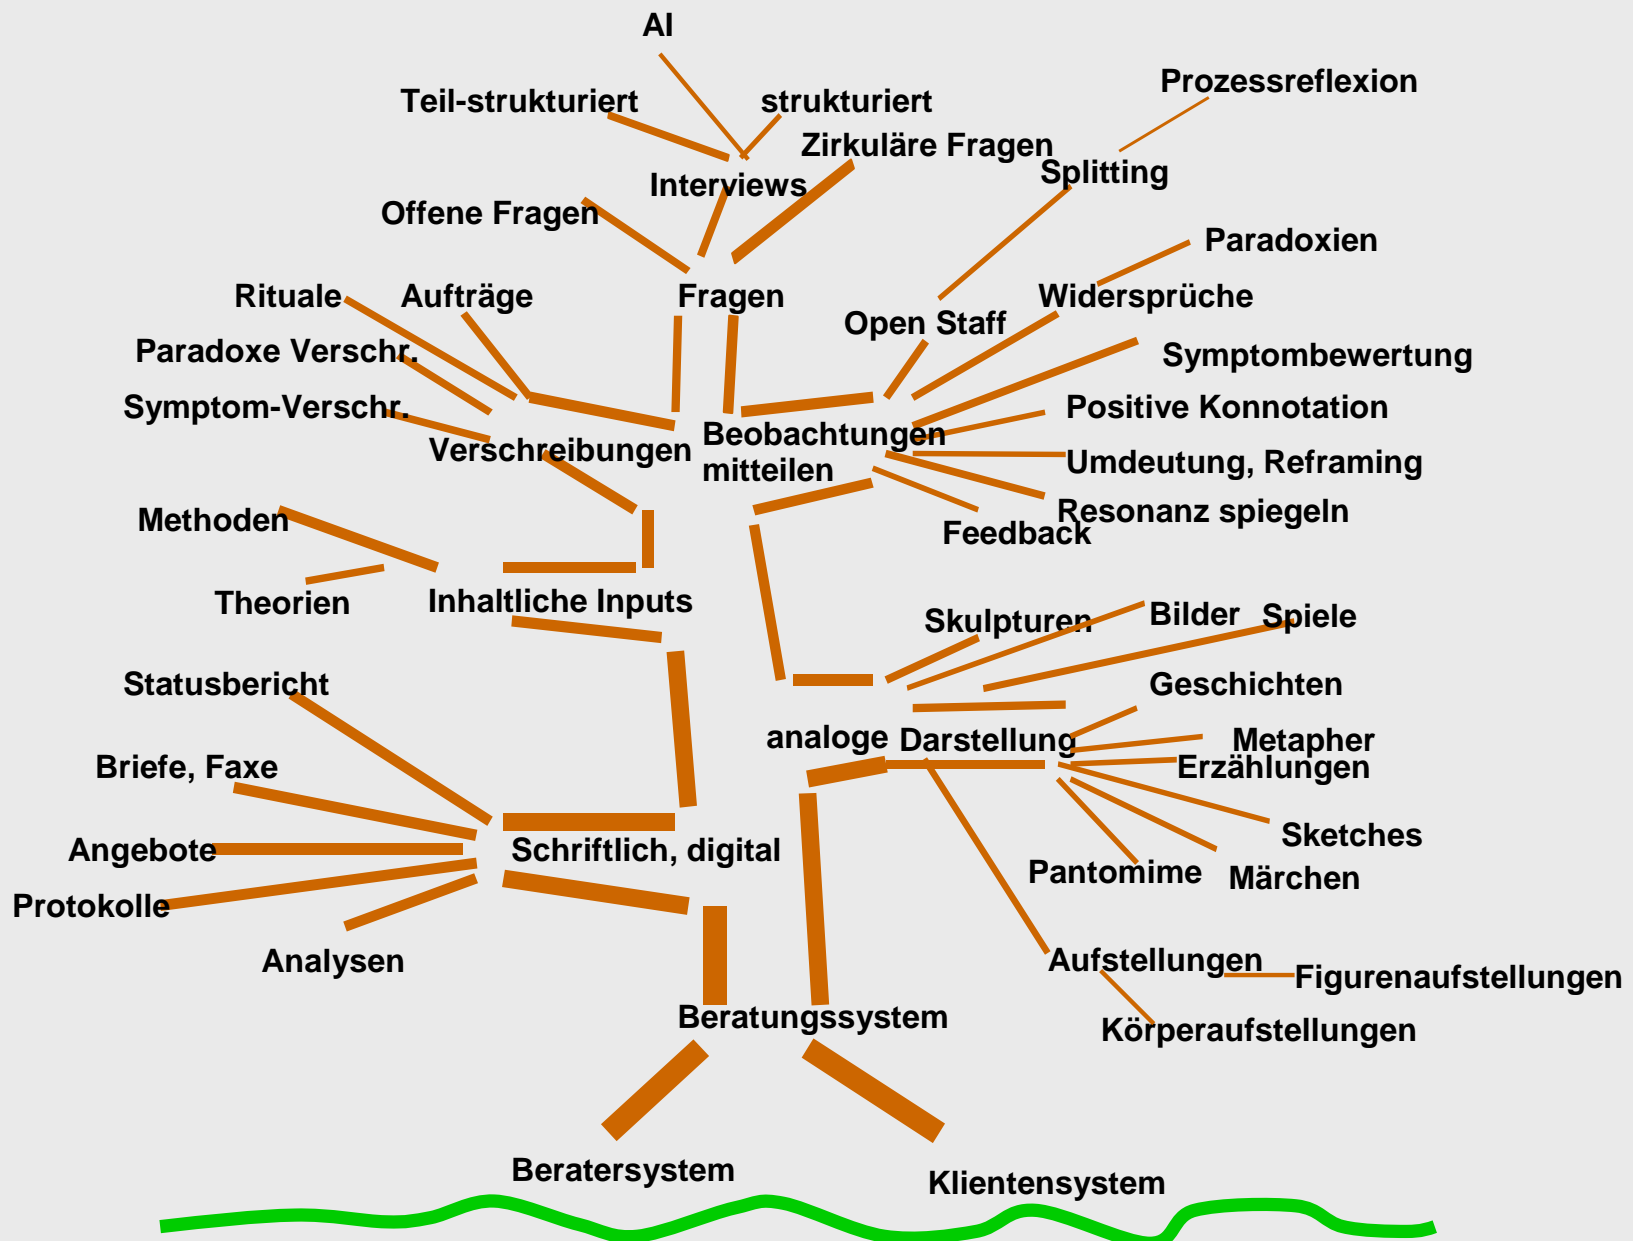 AI
Prozessreflexion
Teil-strukturiert
strukturiert
Zirkuläre Fragen
Splitting
Interviews
Offene Fragen
Paradoxien
Rituale
Aufträge
Fragen
Widersprüche
Open Staff
Paradoxe Verschr.
Symptombewertung
Symptom-Verschr.
Positive Konnotation
Verschreibungen
Beobachtungen
mitteilen
Umdeutung, Reframing
Resonanz spiegeln
Methoden
Feedback
Theorien
Inhaltliche Inputs
Skulpturen
Bilder
Spiele
Statusbericht
Geschichten
analoge Darstellung
Metapher
Briefe, Faxe
Erzählungen
Sketches
Angebote
Schriftlich, digital
Pantomime
Märchen
Protokolle
Analysen
Aufstellungen
Figurenaufstellungen
Beratungssystem
Körperaufstellungen
Beratersystem
Klientensystem